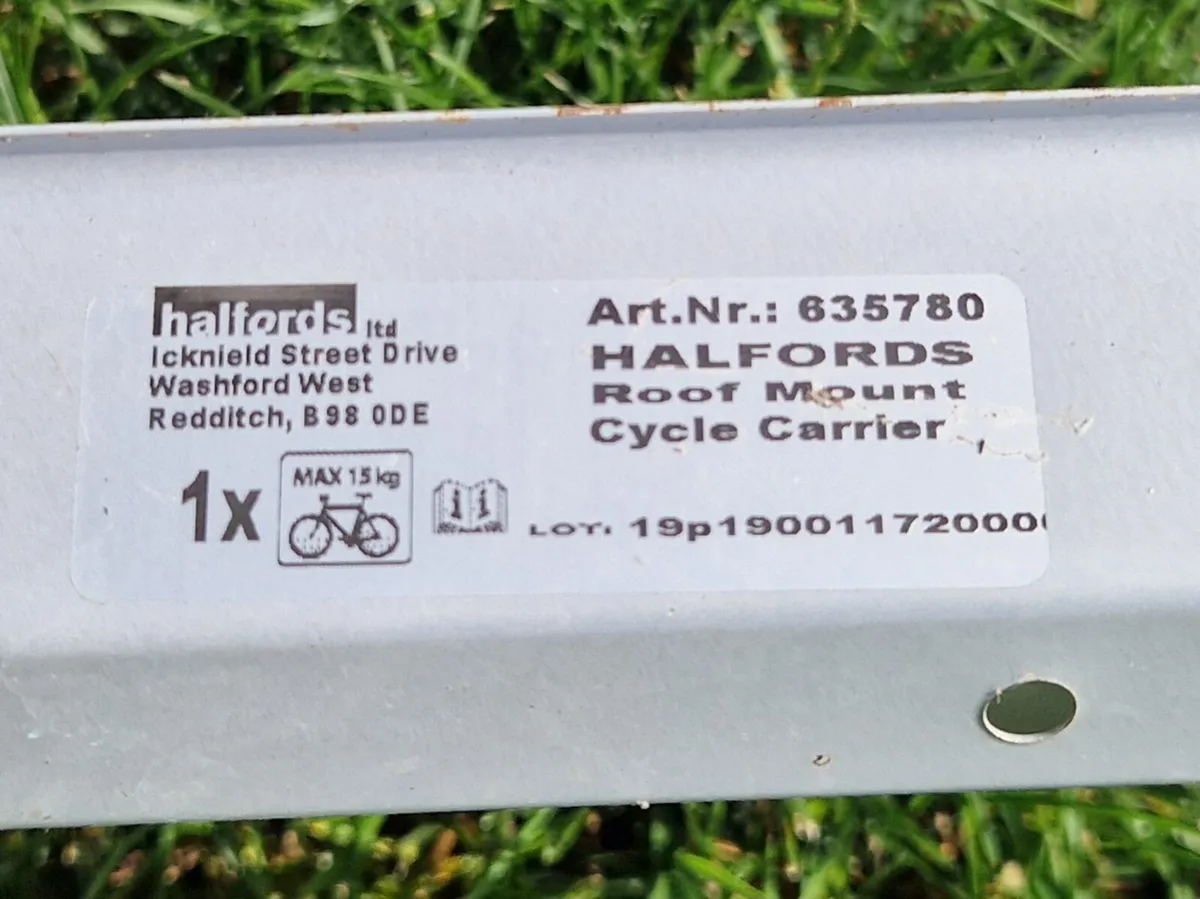 halfords ltd
Icknield Street Drive
Washford West
Redditch, B98 0DE
1x
MAX 15 kg
Art.Nr.: 635780
HALFORDS
Roof Mount
Cycle Carrier
LOT: 19p190011720000